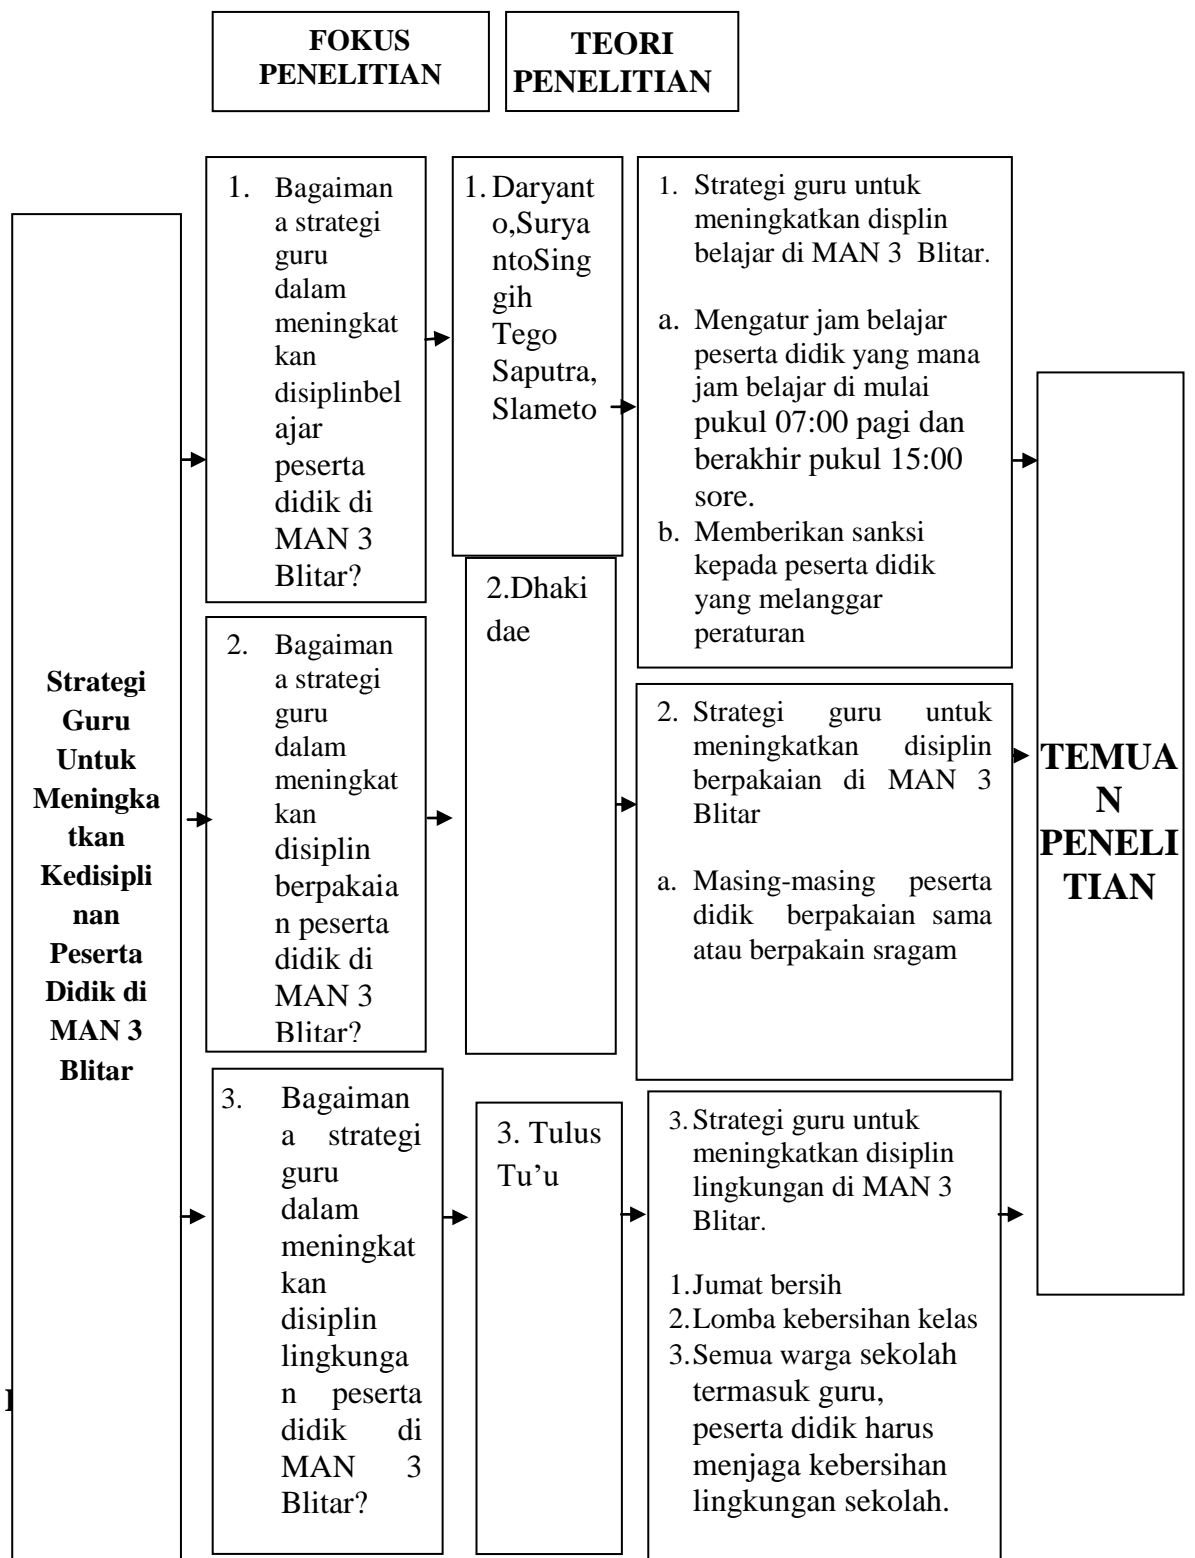 FOKUS
PENELITIAN
TEORI
PENELITIAN
Strategi
Guru
Untuk
Meningka
tkan
Kedisipli
nan
Peserta
Didik di
MAN 3
Blitar
1. Bagaiman
a strategi
guru
dalam
meningkat
kan
disiplinbel
ajar
peserta
didik di
MAN 3
Blitar?
2. Bagaiman
a strategi
guru
dalam
meningkat
kan
disiplin
berpakaia
n peserta
didik di
MAN 3
Blitar?
3. Bagaiman
a strategi
guru
dalam
meningkat
kan
disiplin
lingkunga
n peserta
didik di
MAN 3
Blitar?
1. Daryant
o,Surya
ntoSing
gih
Tego
Saputra,
Slameto
2.Dhaki
dae
3. Tulus
Tu’u
1. Strategi guru untuk
meningkatkan displin
belajar di MAN 3 Blitar.
a. Mengatur jam belajar
peserta didik yang mana
jam belajar di mulai
pukul 07:00 pagi dan
berakhir pukul 15:00
sore.
b. Memberikan sanksi
kepada peserta didik
yang melanggar
peraturan
2. Strategi guru untuk
meningkatkan disiplin
berpakaian di MAN 3
Blitar
a. Masing-masing peserta
didik berpakaian sama
atau berpakain sragam
3. Strategi guru untuk
meningkatkan disiplin
lingkungan di MAN 3
Blitar.
1.Jumat bersih
2.Lomba kebersihan kelas
3.Semua warga sekolah
termasuk guru,
peserta didik harus
menjaga kebersihan
lingkungan sekolah.
TEMUA
N
PENELI
TIAN